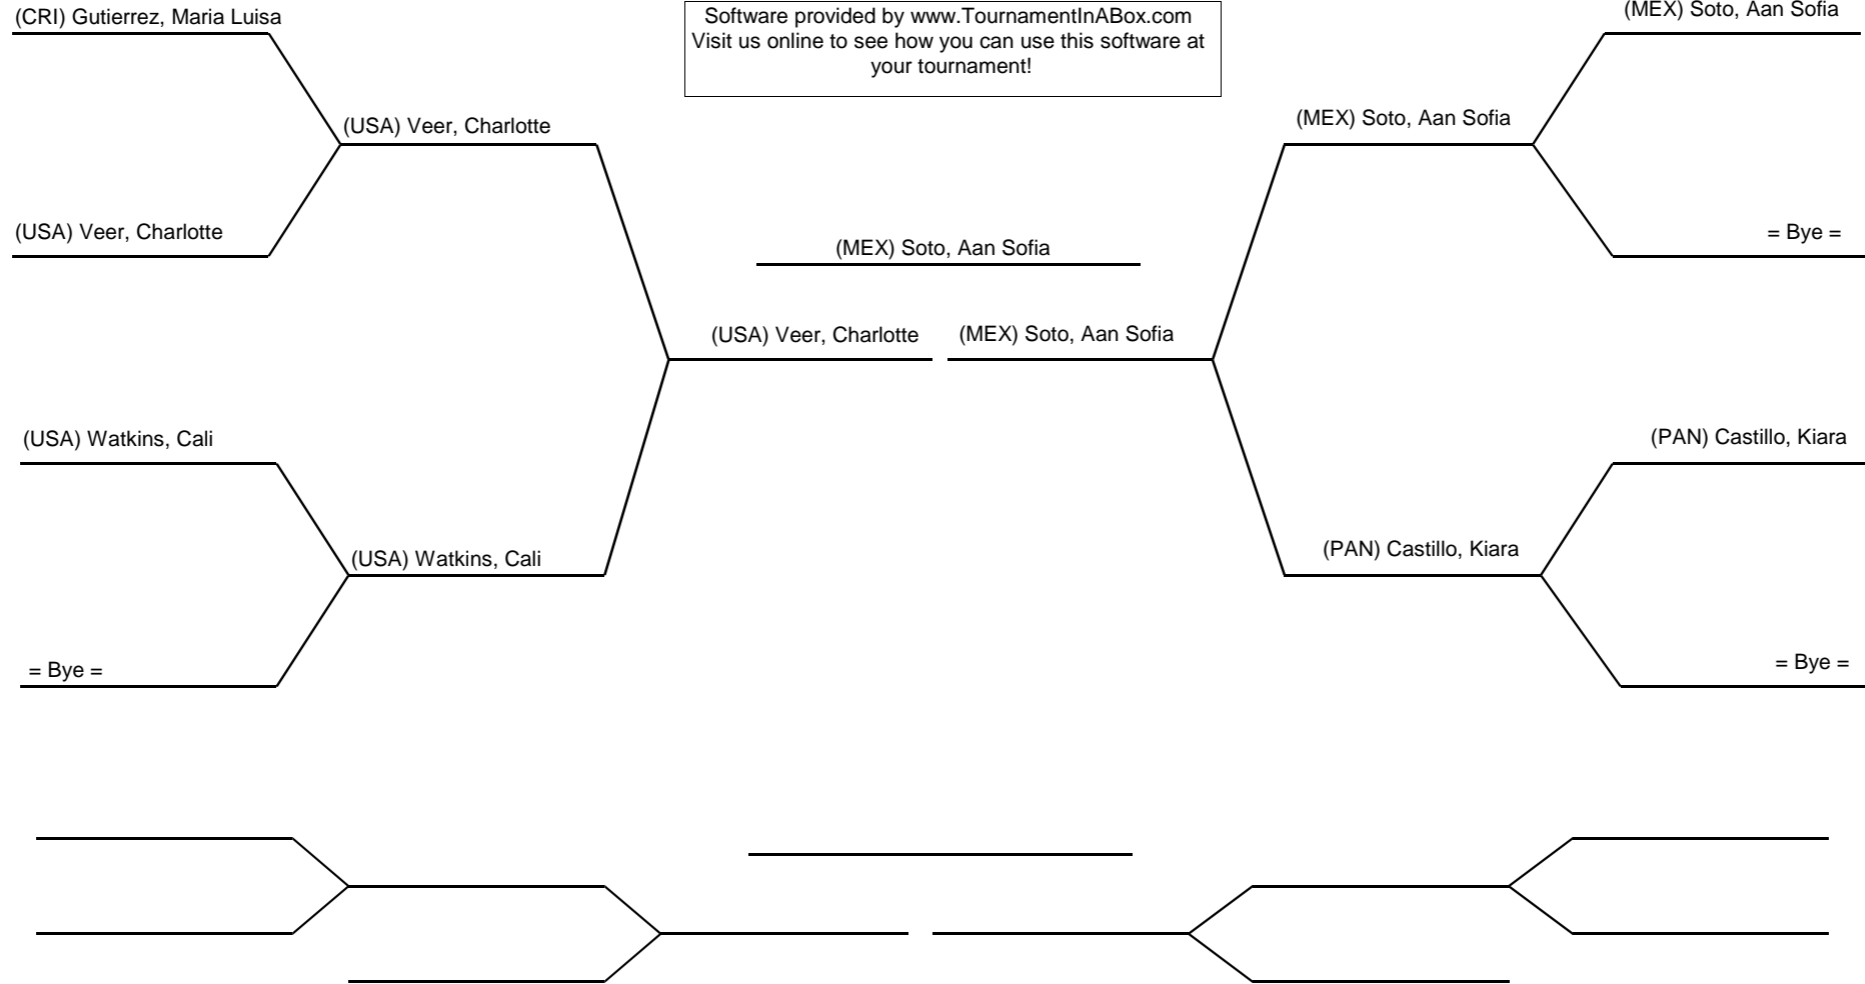 (CRI) Gutierrez, Maria Luisa
Software provided by www.TournamentInABox.com
Visit us online to see how you can use this software at
your tournament!
(MEX) Soto, Aan Sofia
(USA) Veer, Charlotte
(MEX) Soto, Aan Sofia
(USA) Veer, Charlotte
(MEX) Soto, Aan Sofia
= Bye =
(USA) Veer, Charlotte
(MEX) Soto, Aan Sofia
(USA) Watkins, Cali
(PAN) Castillo, Kiara
(USA) Watkins, Cali
(PAN) Castillo, Kiara
= Bye =
= Bye =